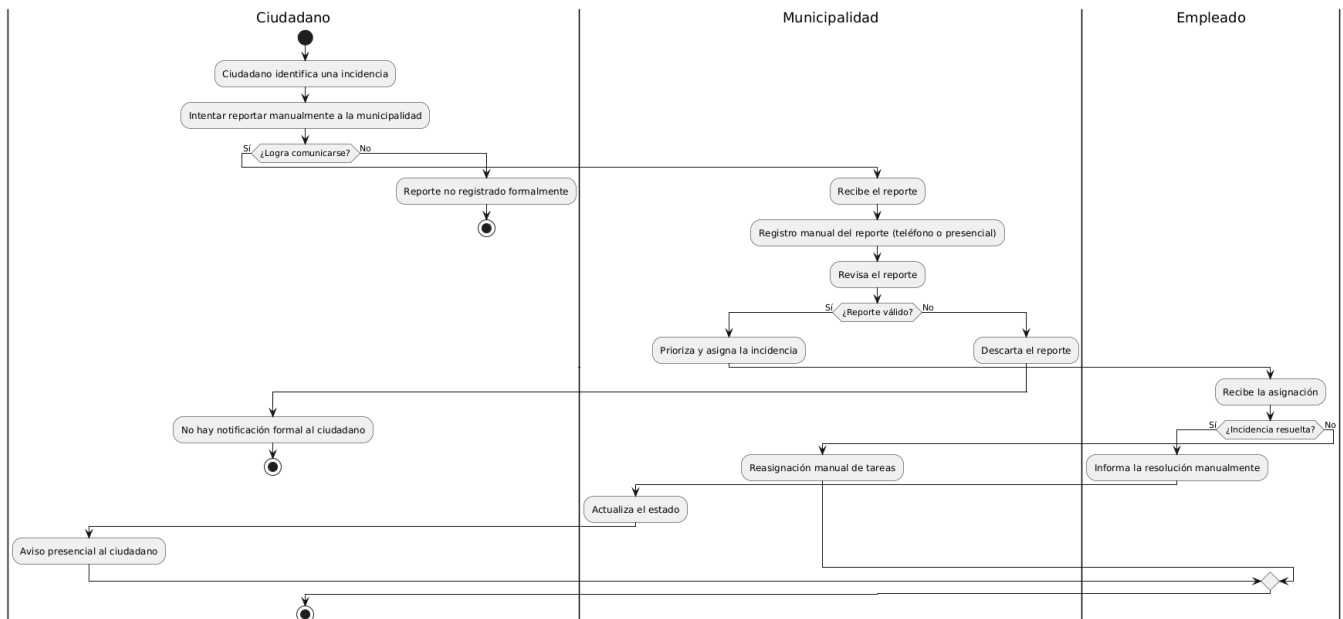 Ciudadano
Municipalidad
Empleado
Ciudadano identifica una incidencia
Intentar reportar manualmente a la municipalidad
Sí
¿Logra comunicarse?
No
Reporte no registrado formalmente
Recibe el reporte
Registro manual del reporte (teléfono o presencial)
Revisa el reporte
Sí
¿Reporte válido?
No
Prioriza y asigna la incidencia
Descarta el reporte
Recibe la asignación
No hay notificación formal al ciudadano
Sí
¿Incidencia resuelta?
No
Reasignación manual de tareas
Informa la resolución manualmente
Actualiza el estado
Aviso presencial al ciudadano